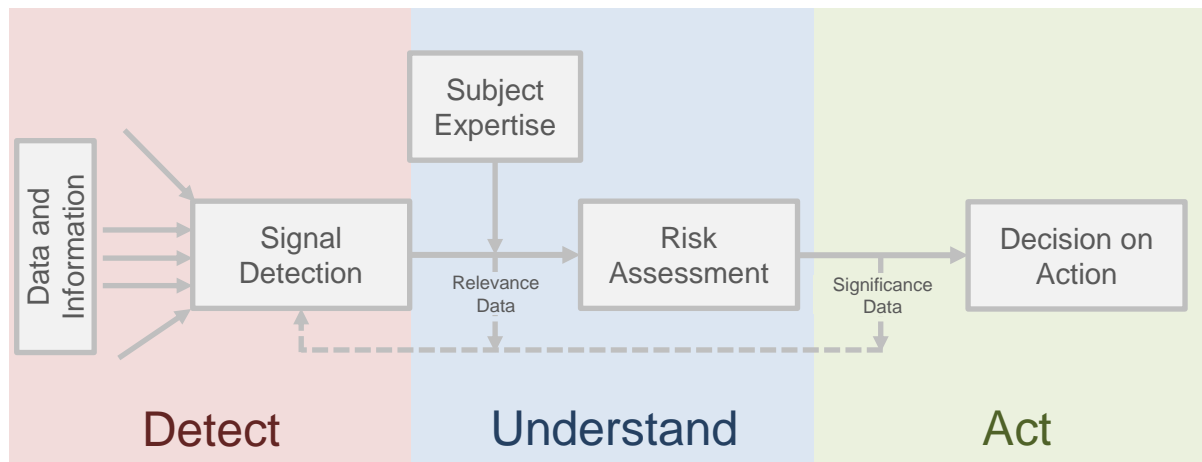 Data and
Information
Signal
Detection
Subject
Expertise
Relevance
Data
Risk
Assessment
Significance
Data
Decision on
Action
Detect
Understand
Act